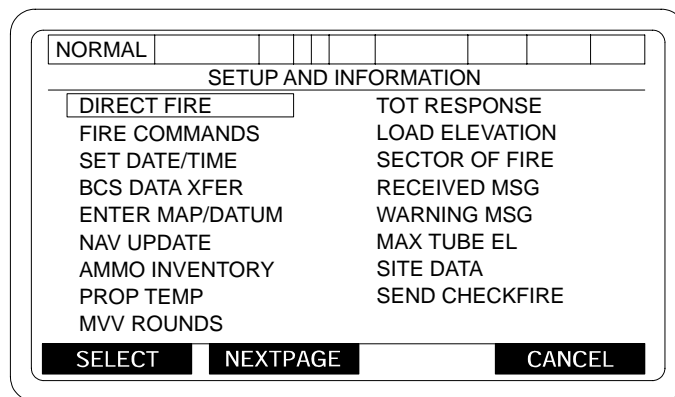 NORMAL
SETUP AND INFORMATION
DIRECT FIRE
FIRE COMMANDS
SET DATE/TIME
BCS DATA XFER
ENTER MAP/DATUM
NAV UPDATE
AMMO INVENTORY
PROP TEMP
MVV ROUNDS
TOT RESPONSE
LOAD ELEVATION
SECTOR OF FIRE
RECEIVED MSG
WARNING MSG
MAX TUBE EL
SITE DATA
SEND CHECKFIRE
SELECT NEXTPAGE CANCEL